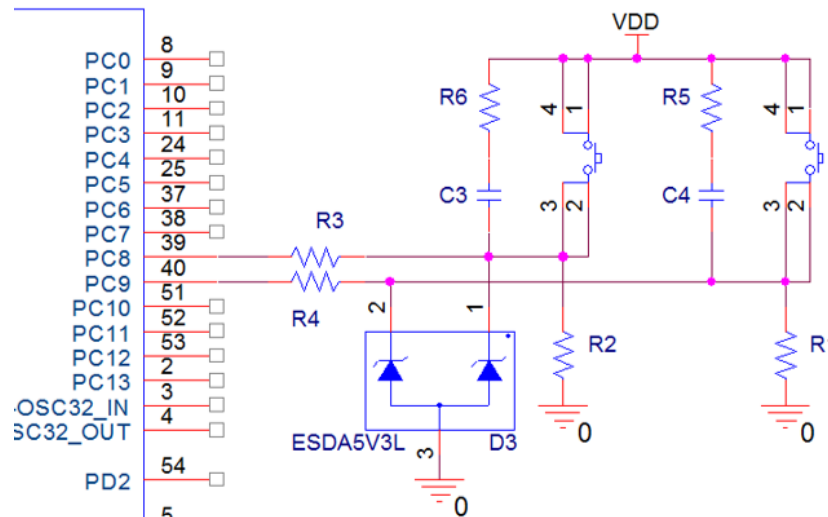 VDD
PC0 8
PC1 9
PC2 10
PC3 11
PC4 24
PC5 25
PC6 37
PC7 38
PC8 39
PC9 40
PC10 51
PC11 52
PC12 53
PC13 2
OSC32_IN 3
SC32_OUT 4
PD2 54
5
R3
R4
R6
C3
4 1
3 2
R5
C4
4 1
3 2
2 1
ESDA5V3L D3
3
0
R2
0
R
0